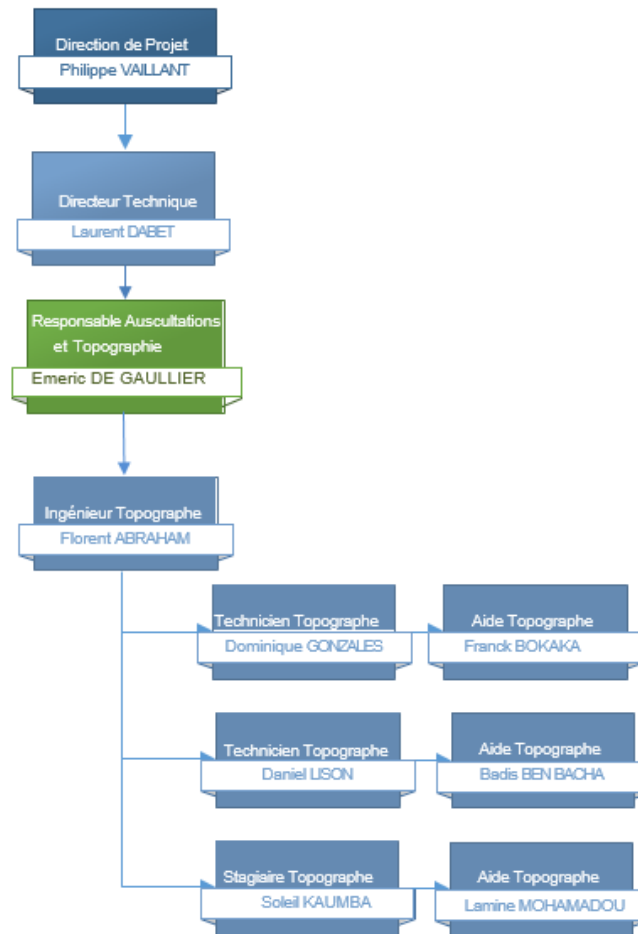 Direction de Projet
Philippe VAILLANT
Directeur Technique
Laurent DABET
Responsable Auscultations
et Topographie
Emeric DE GAULLIER
Ingénieur Topographe
Florent ABRAHAM
Technicien Topographe
Dominique GONZALES
Aide Topographe
Franck BOKAKA
Technicien Topographe
Daniel LISON
Aide Topographe
Badis BEN BACHA
Stagiaire Topographe
Soleil KAUMBA
Aide Topographe
Lamine MOHAMADOU